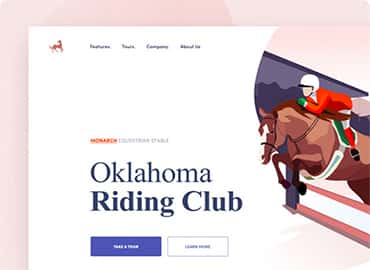 Features Tours Company About Us
MONARCH EQUESTRIAN STABLE
Oklahoma
Riding Club
TAKE A TOUR LEARN MORE